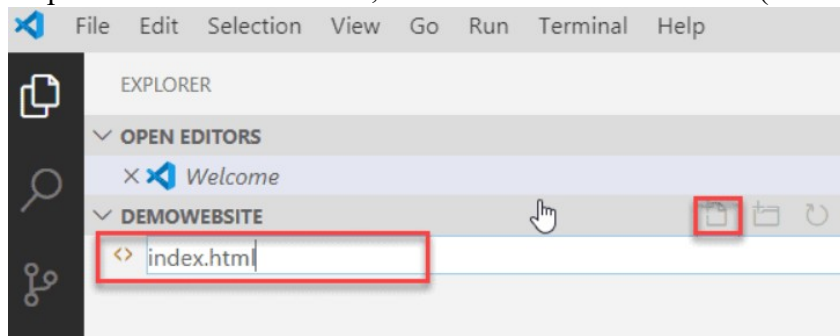 File Edit Selection View Go Run Terminal Help
EXPLORER
OPEN EDITORS
Welcome
DEMOWEBSITE
index.html